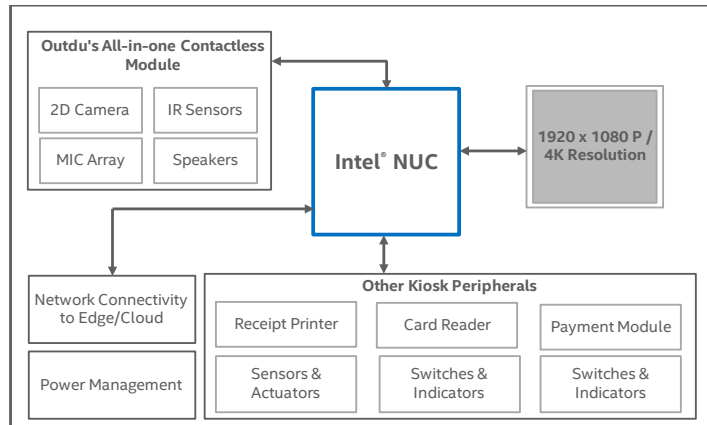 Outdu's All-in-one Contactless
Module
2D Camera
IR Sensors
MIC Array
Speakers
Intel® NUC
1920 x 1080 P /
4K Resolution
Network Connectivity
to Edge/Cloud
Power Management
Other Kiosk Peripherals
Receipt Printer
Card Reader
Payment Module
Sensors &
Actuators
Switches &
Indicators
Switches &
Indicators